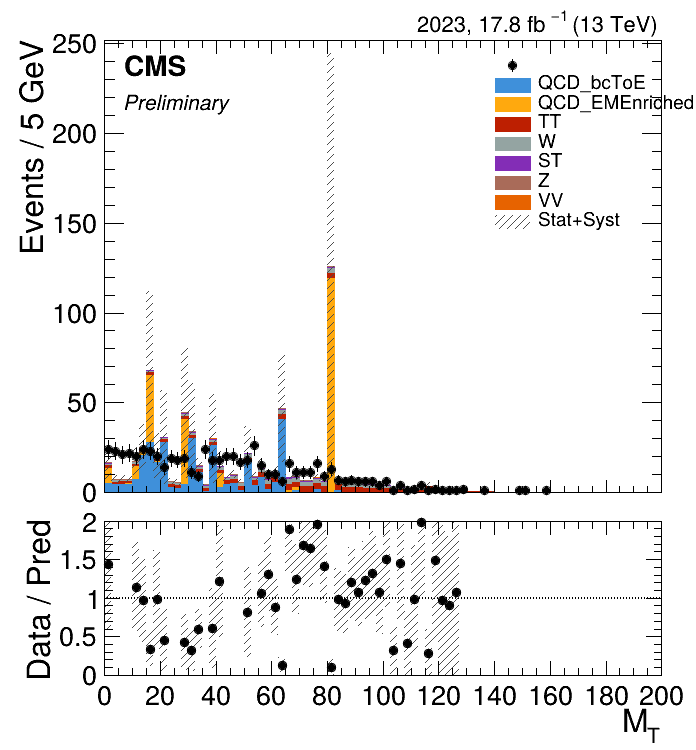 2023, 17.8 fb⁻¹ (13 TeV)
Events / 5 GeV
250
200
150
100
50
0
CMS
Preliminary
QCD_bcToE
QCD_EMEnriched
TT
W
ST
Z
VV
Stat+Syst
Data / Pred
2
1.5
1
0.5
0
0 20 40 60 80 100 120 140 160 180 200
M_T